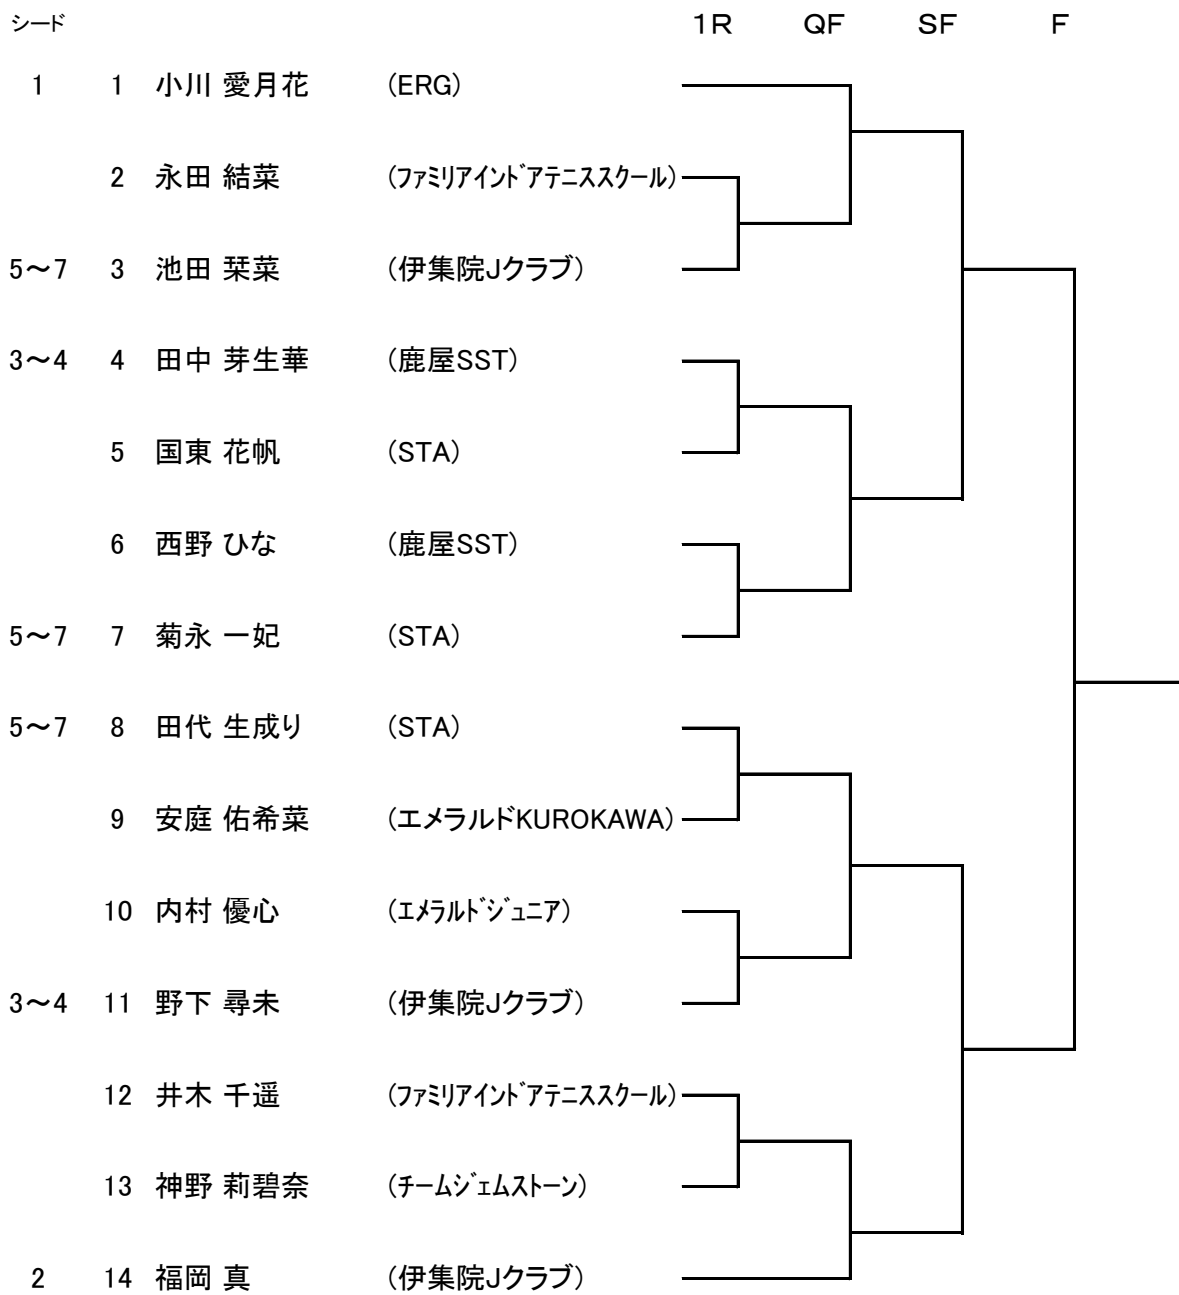 シード 1R QF SF F
1 1 小川 愛月花 (ERG)
2 永田 結菜 (ファミリアインドアテニススクール)
5～7 3 池田 栞菜 (伊集院Jクラブ)
3～4 4 田中 芽生華 (鹿屋SST)
5 国東 花帆 (STA)
6 西野 ひな (鹿屋SST)
5～7 7 菊永 一妃 (STA)
5～7 8 田代 生成り (STA)
9 安庭 佑希菜 (エメラルドKUROKAWA)
10 内村 優心 (エメラルドジュニア)
3～4 11 野下 尋未 (伊集院Jクラブ)
12 井木 千遥 (ファミリアインドアテニススクール)
13 神野 莉碧奈 (チームジェムストーン)
2 14 福岡 真 (伊集院Jクラブ)